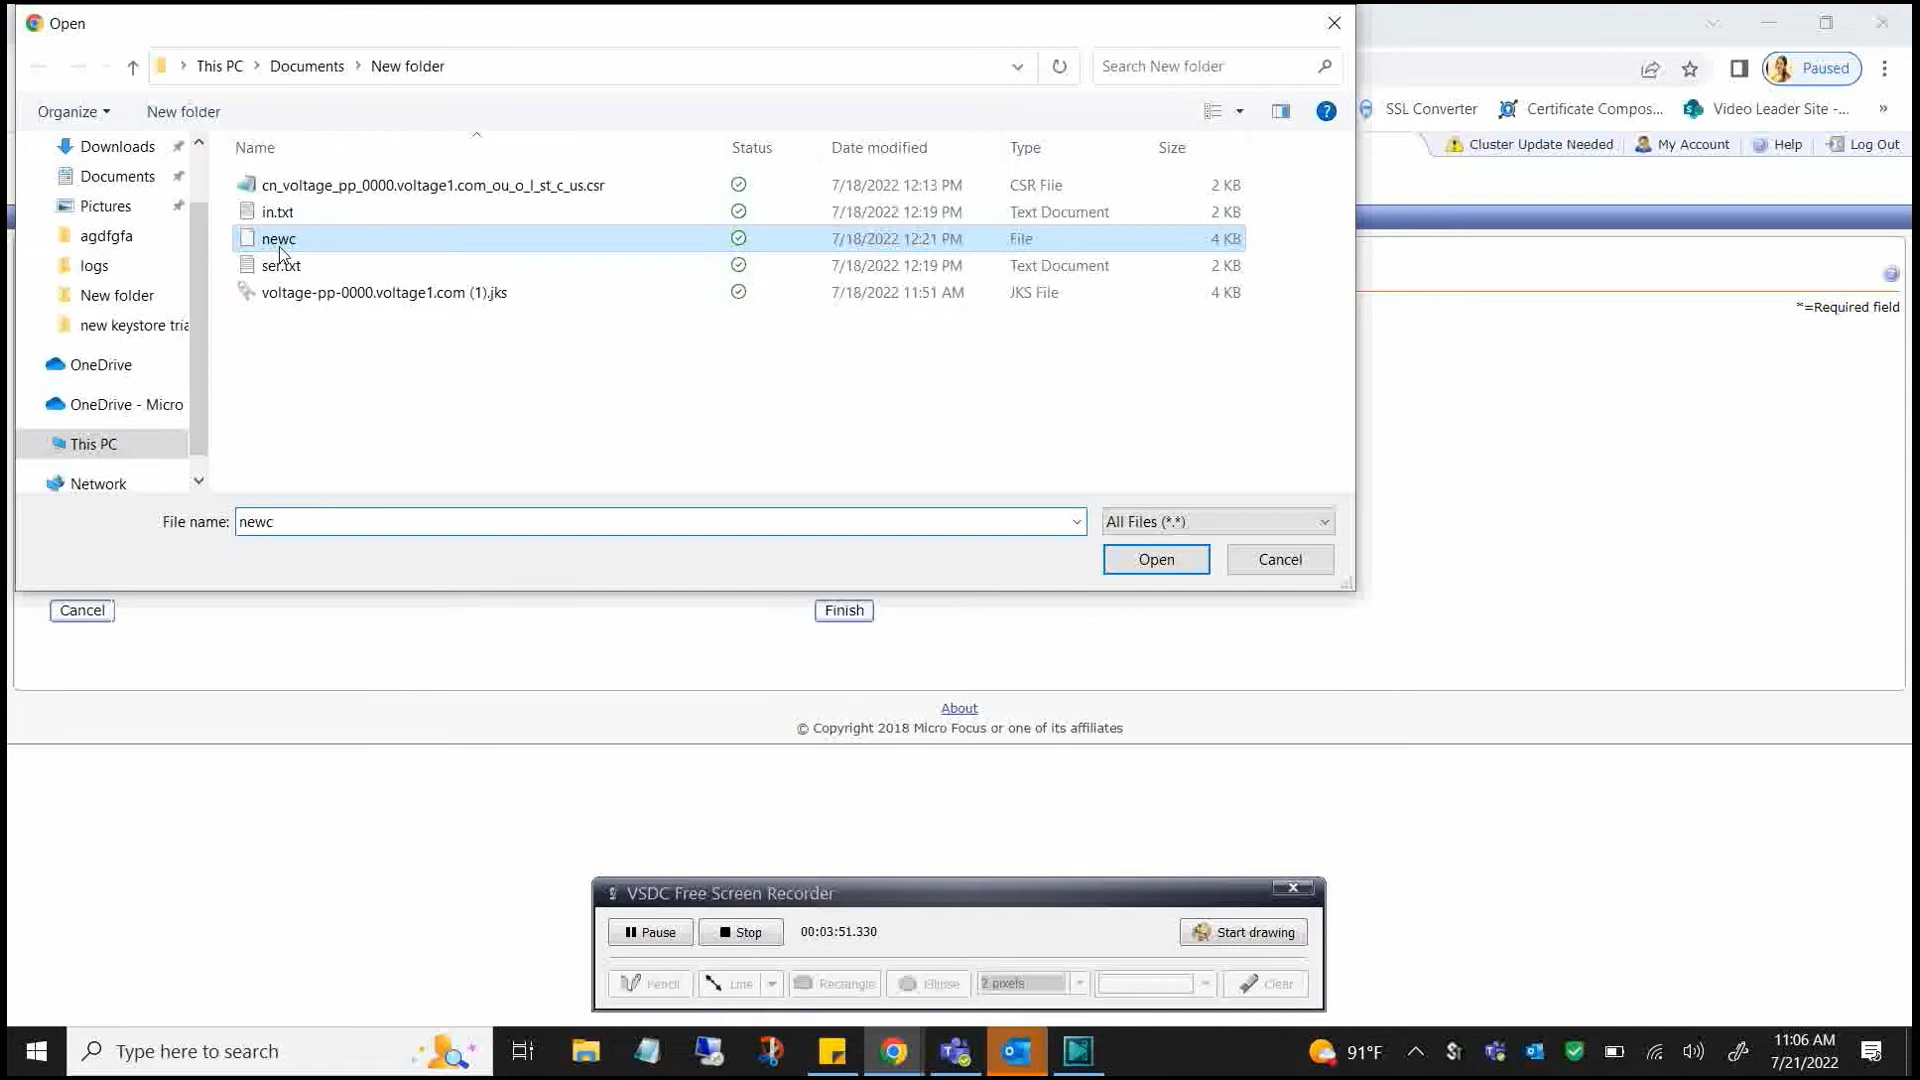 Open
This PC Documents New folder
Search New folder
Paused
Organize New folder
SSL Converter Certificate Compos... Video Leader Site -... »
Cluster Update Needed My Account Help Log Out
Name Status Date modified Type Size
Downloads
Documents
Pictures
agdfgfa
logs
New folder
new keystore tria
OneDrive
OneDrive - Micro
This PC
Network
cn_voltage_pp_0000.voltage1.com_ou_o_l_st_c_us.csr 7/18/2022 12:13 PM CSR File 2 KB
in.txt 7/18/2022 12:19 PM Text Document 2 KB
newc 7/18/2022 12:21 PM File 4 KB
ser.txt 7/18/2022 12:19 PM Text Document 2 KB
voltage-pp-0000.voltage1.com (1).jks 7/18/2022 11:51 AM JKS File 4 KB
*=Required field
File name: newc All Files (*.*)
Open Cancel
Cancel Finish
About
© Copyright 2018 Micro Focus or one of its affiliates
VSDC Free Screen Recorder
Pause Stop 00:03:51.330 Start drawing
Pencil Line Rectangle Ellipse 2 pixels Clear
Type here to search
91°F
11:06 AM
7/21/2022